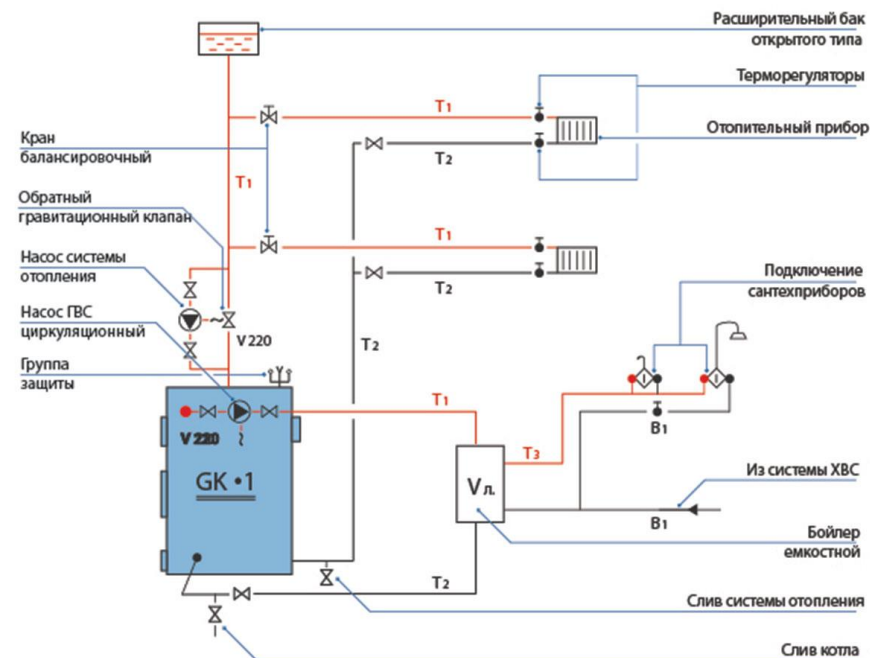 Расширительный бак
открытого типа
Терморегуляторы
T1
Отопительный прибор
Кран
балансировочный
T2
T1
Обратный
гравитационный клапан
T1
Насос системы
отопления
T2
Подключение
сантехприборов
Насос ГВС
циркуляционный
V 220
T2
Группа
защиты
T1
V 220
B1
T3
GK •1
Vл.
Из системы ХВС
B1
Бойлер
емкостной
T2
Слив системы отопления
Слив котла